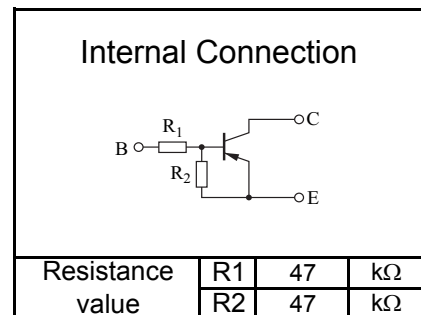 Internal Connection
C
R1
B
R2
E
Resistance value R1 47 kΩ
R2 47 kΩ